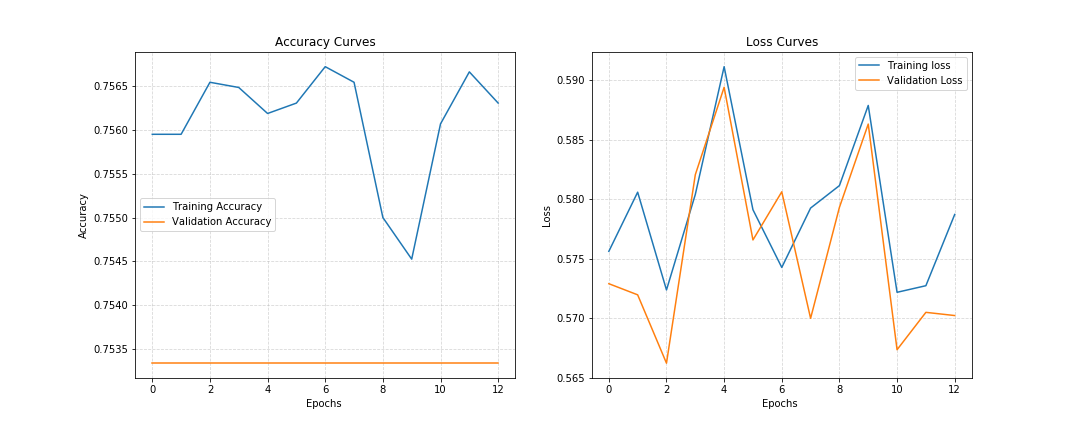 Accuracy Curves
0.7565
0.7560
0.7555
0.7550
0.7545
0.7540
0.7535
Accuracy
Training Accuracy
Validation Accuracy
0 2 4 6 8 10 12
Epochs
Loss Curves
0.590
0.585
0.580
0.575
0.570
0.565
Loss
Training loss
Validation Loss
0 2 4 6 8 10 12
Epochs